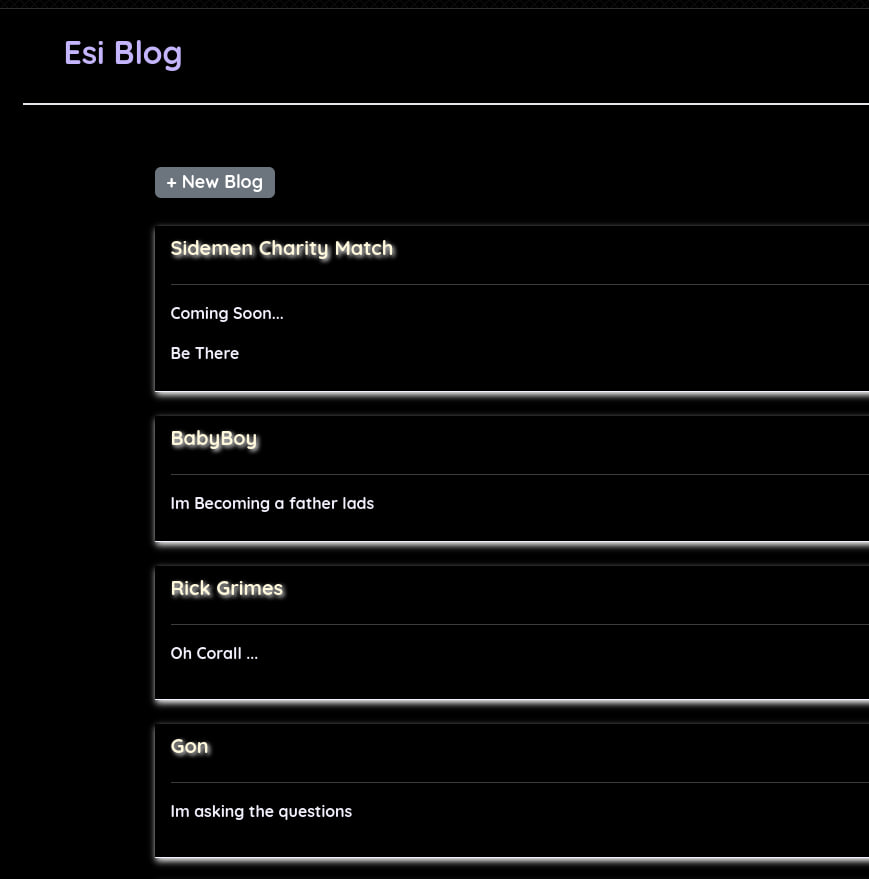 Esi Blog
+ New Blog
Sidemen Charity Match
Coming Soon...
Be There
BabyBoy
Im Becoming a father lads
Rick Grimes
Oh Corall ...
Gon
Im asking the questions